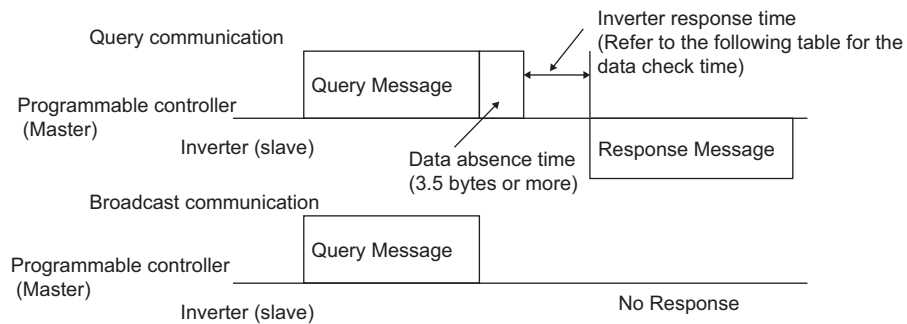 Inverter response time
(Refer to the following table for the
data check time)
Query communication
Query Message
Programmable controller
(Master)
Inverter (slave)
Data absence time
(3.5 bytes or more)
Response Message
Broadcast communication
Query Message
Programmable controller
(Master)
Inverter (slave)
No Response